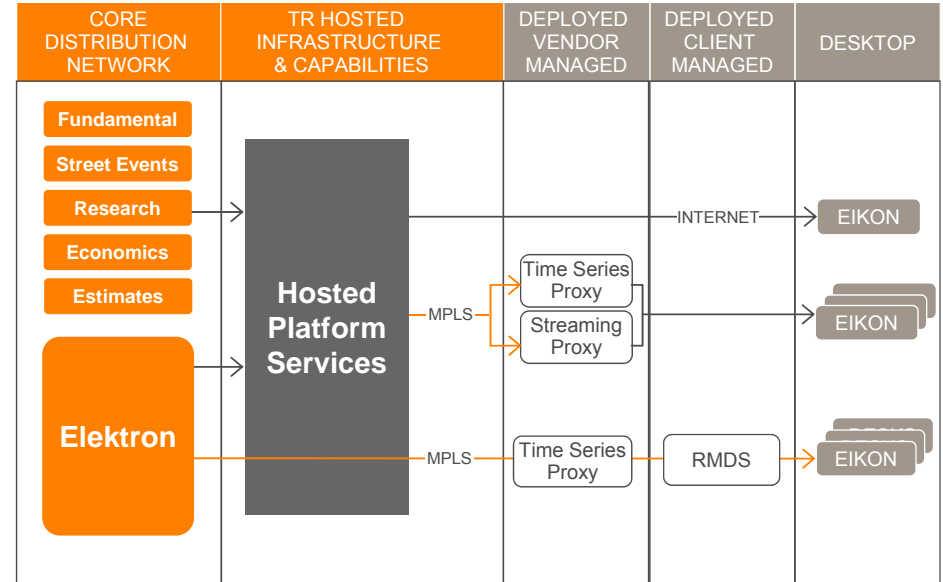 CORE
DISTRIBUTION
NETWORK
TR HOSTED
INFRASTRUCTURE
& CAPABILITIES
DEPLOYED
VENDOR
MANAGED
DEPLOYED
CLIENT
MANAGED
DESKTOP
Fundamental
Street Events
Research
Economics
Estimates
Elektron
Hosted
Platform
Services
INTERNET
EIKON
MPLS
Time Series
Proxy
Streaming
Proxy
EIKON
MPLS
Time Series
Proxy
RMDS
EIKON